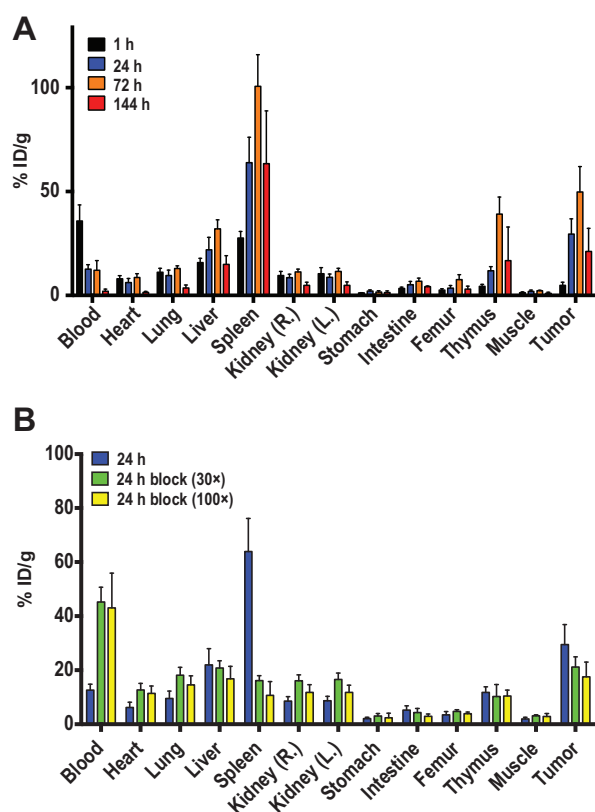 A
1 h
24 h
72 h
144 h
100
50
0
% ID/g
Blood
Heart
Lung
Liver
Spleen
Kidney (R.)
Kidney (L.)
Stomach
Intestine
Femur
Thymus
Muscle
Tumor
B
24 h
24 h block (30×)
24 h block (100×)
100
80
60
40
20
0
% ID/g
Blood
Heart
Lung
Liver
Spleen
Kidney (R.)
Kidney (L.)
Stomach
Intestine
Femur
Thymus
Muscle
Tumor